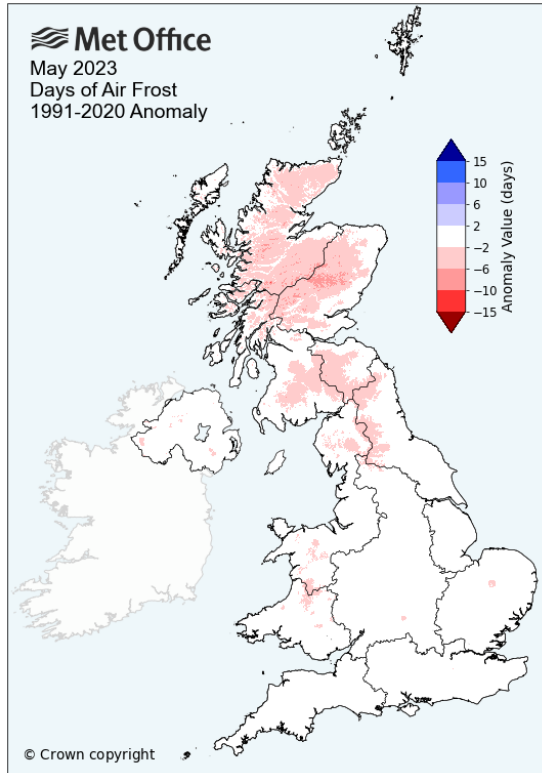 Met Office
May 2023
Days of Air Frost
1991-2020 Anomaly
15
10
6
2
−2
−6
−10
−15
Anomaly Value (days)
© Crown copyright